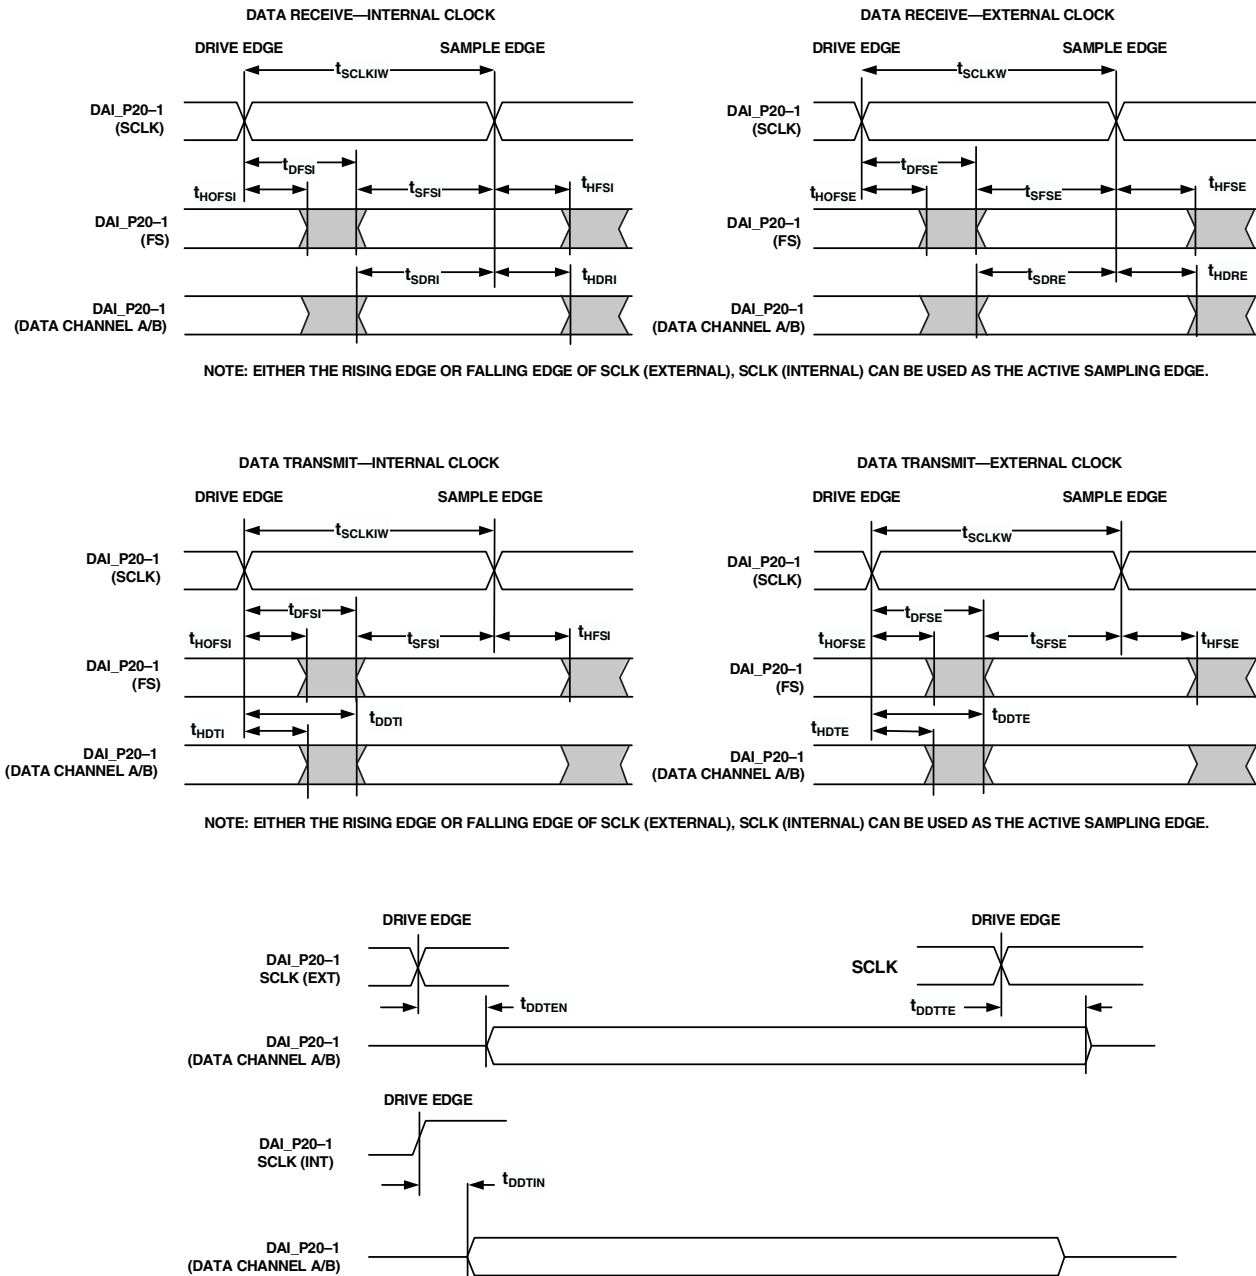 DATA RECEIVE—INTERNAL CLOCK
DRIVE EDGE
SAMPLE EDGE
tSCLKIW
DAI_P20–1
(SCLK)
tDFSI
tHOFSI
tSFSI
tHFSI
DAI_P20–1
(FS)
tSDRI
tHDRI
DAI_P20–1
(DATA CHANNEL A/B)
DATA RECEIVE—EXTERNAL CLOCK
DRIVE EDGE
SAMPLE EDGE
tSCLKW
DAI_P20–1
(SCLK)
tDFSE
tHOFSE
tSFSE
tHFSE
DAI_P20–1
(FS)
tSDRE
tHDRE
DAI_P20–1
(DATA CHANNEL A/B)
NOTE: EITHER THE RISING EDGE OR FALLING EDGE OF SCLK (EXTERNAL), SCLK (INTERNAL) CAN BE USED AS THE ACTIVE SAMPLING EDGE.
DATA TRANSMIT—INTERNAL CLOCK
DRIVE EDGE
SAMPLE EDGE
tSCLKIW
DAI_P20–1
(SCLK)
tDFSI
tHOFSI
tSFSI
tHFSI
DAI_P20–1
(FS)
tDDTI
tHDTI
DAI_P20–1
(DATA CHANNEL A/B)
DATA TRANSMIT—EXTERNAL CLOCK
DRIVE EDGE
SAMPLE EDGE
tSCLKW
DAI_P20–1
(SCLK)
tDFSE
tHOFSE
tSFSE
tHFSE
DAI_P20–1
(FS)
tDDTE
tHDTE
DAI_P20–1
(DATA CHANNEL A/B)
NOTE: EITHER THE RISING EDGE OR FALLING EDGE OF SCLK (EXTERNAL), SCLK (INTERNAL) CAN BE USED AS THE ACTIVE SAMPLING EDGE.
DRIVE EDGE
DRIVE EDGE
DAI_P20–1
SCLK (EXT)
SCLK
tDDTEN
tDDTTE
DAI_P20–1
(DATA CHANNEL A/B)
DRIVE EDGE
DAI_P20–1
SCLK (INT)
tDDTIN
DAI_P20–1
(DATA CHANNEL A/B)